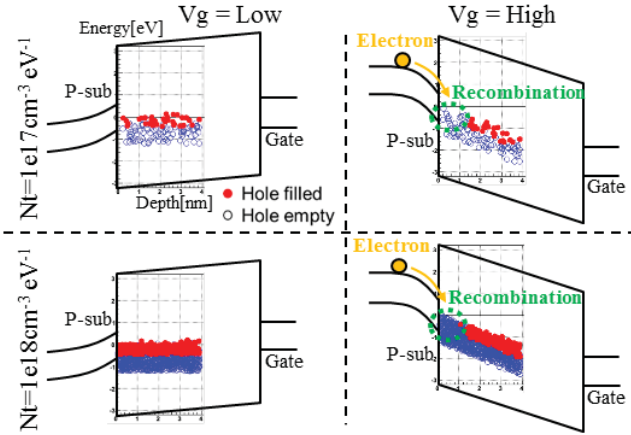 Vg = Low
Vg = High
Nt=1e17cm-3 eV-1
Energy[eV]
P-sub
Gate
Depth[nm]
Hole filled
Hole empty
Electron
Recombination
P-sub
Gate
Nt=1e18cm-3 eV-1
P-sub
Gate
Electron
Recombination
P-sub
Gate